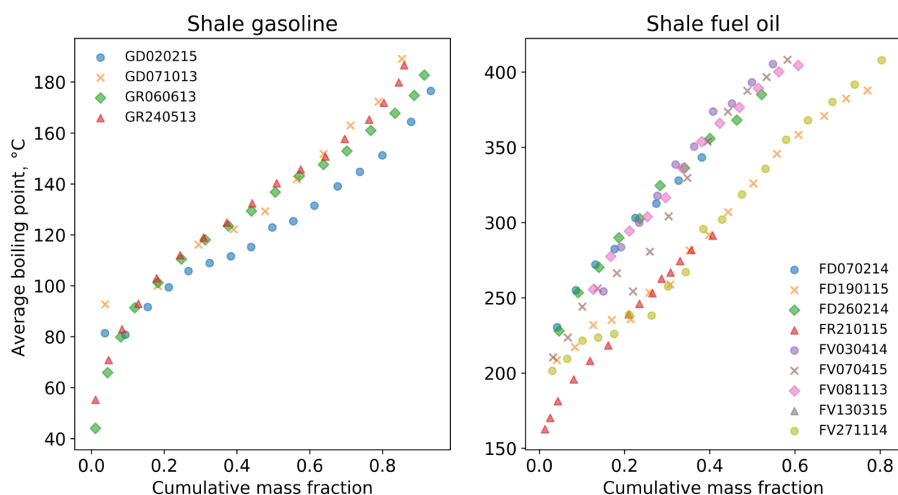 Shale gasoline
GD020215
GD071013
GR060613
GR240513
180
160
140
120
100
80
60
40
0.0 0.2 0.4 0.6 0.8
Average boiling point, °C
Cumulative mass fraction
Shale fuel oil
400
350
300
250
200
150
FD070214
FD190115
FD260214
FR210115
FV030414
FV070415
FV081113
FV130315
FV271114
0.0 0.2 0.4 0.6 0.8
Cumulative mass fraction